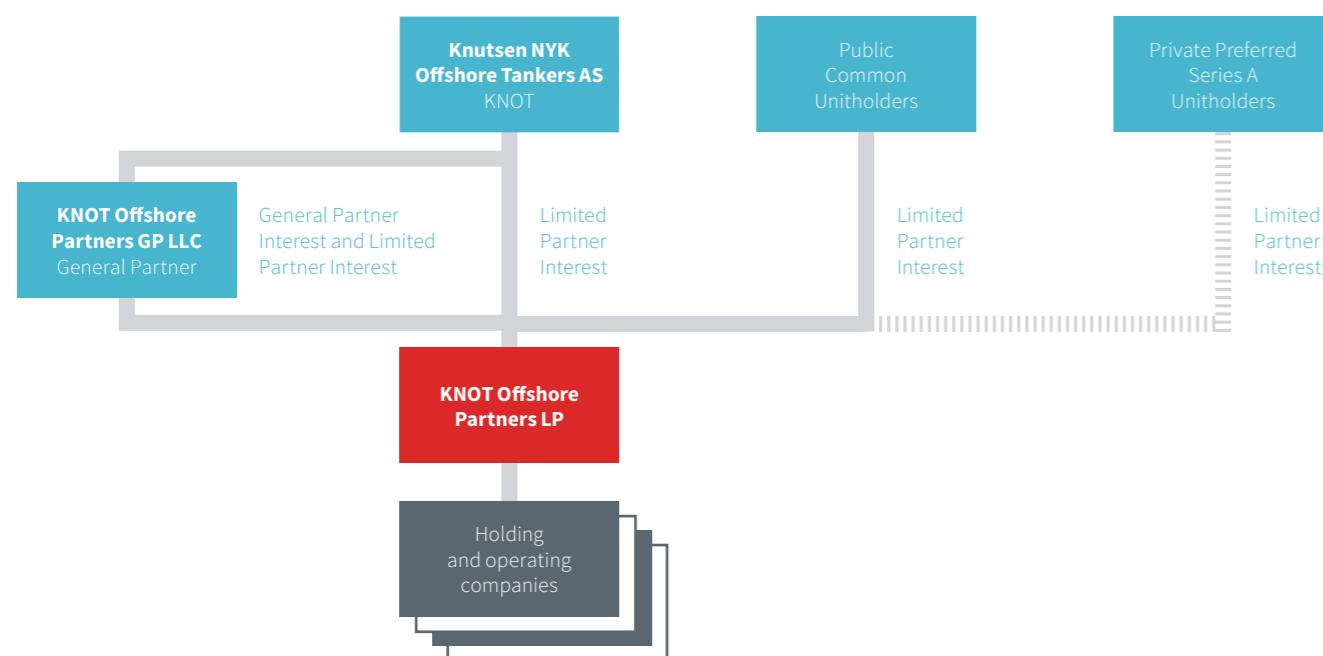 Knutsen NYK
Offshore Tankers AS
KNOT
Public
Common
Unitholders
Private Preferred
Series A
Unitholders
KNOT Offshore
Partners GP LLC
General Partner
General Partner
Interest and Limited
Partner Interest
Limited
Partner
Interest
Limited
Partner
Interest
Limited
Partner
Interest
KNOT Offshore
Partners LP
Holding
and operating
companies